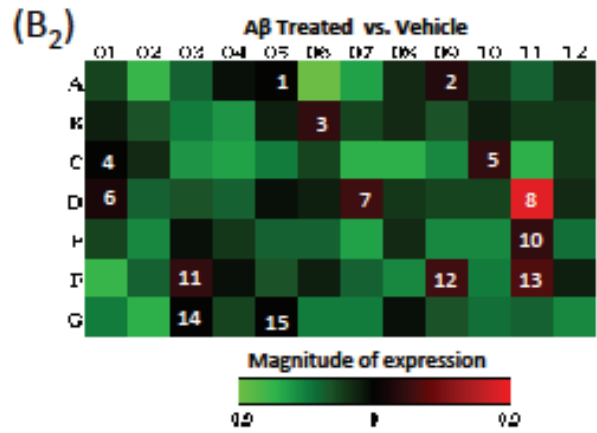 (B2) Aβ Treated vs. Vehicle
01 02 03 04 05 06 07 08 09 10 11 12
A 1 2
B 3
C 4 5
D 6 7 8
E 10
F 11 12 13
G 14 15
Magnitude of expression
0